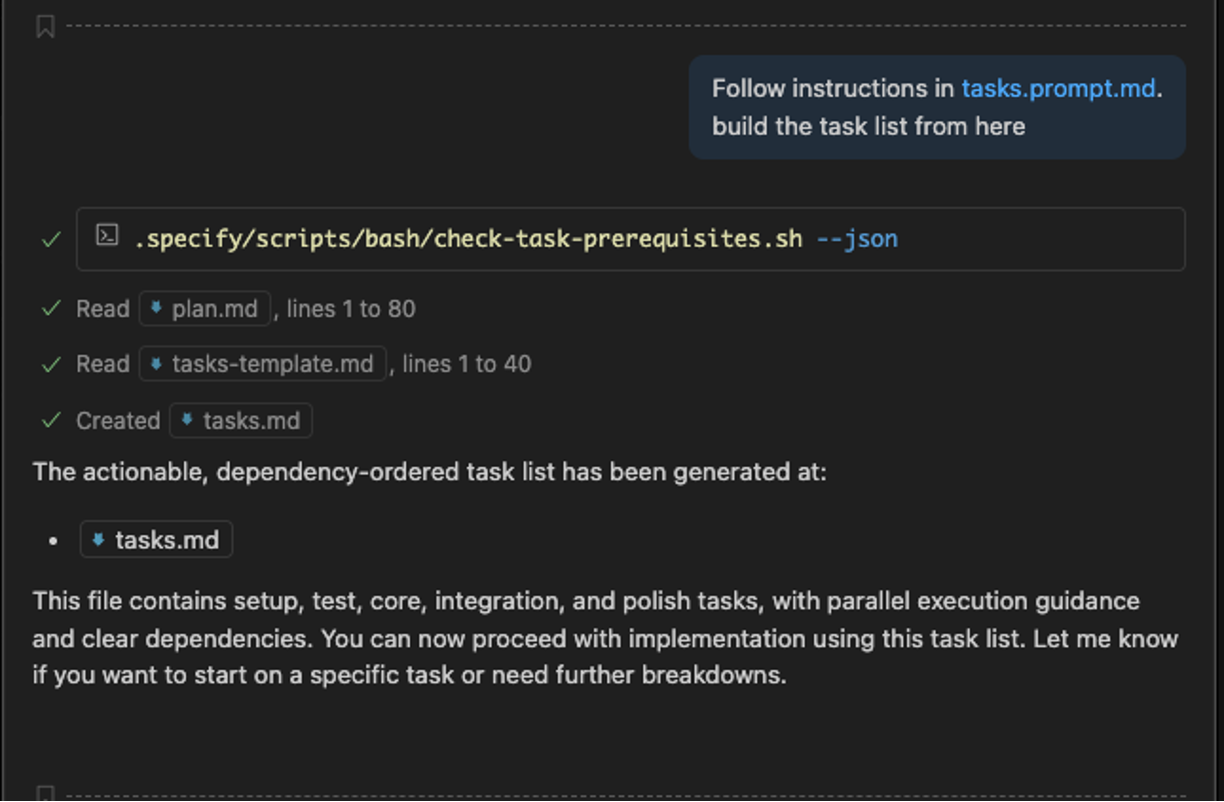 Follow instructions in tasks.prompt.md.
build the task list from here
.specify/scripts/bash/check-task-prerequisites.sh --json
Read plan.md , lines 1 to 80
Read tasks-template.md , lines 1 to 40
Created tasks.md
The actionable, dependency-ordered task list has been generated at:
• tasks.md
This file contains setup, test, core, integration, and polish tasks, with parallel execution guidance
and clear dependencies. You can now proceed with implementation using this task list. Let me know
if you want to start on a specific task or need further breakdowns.